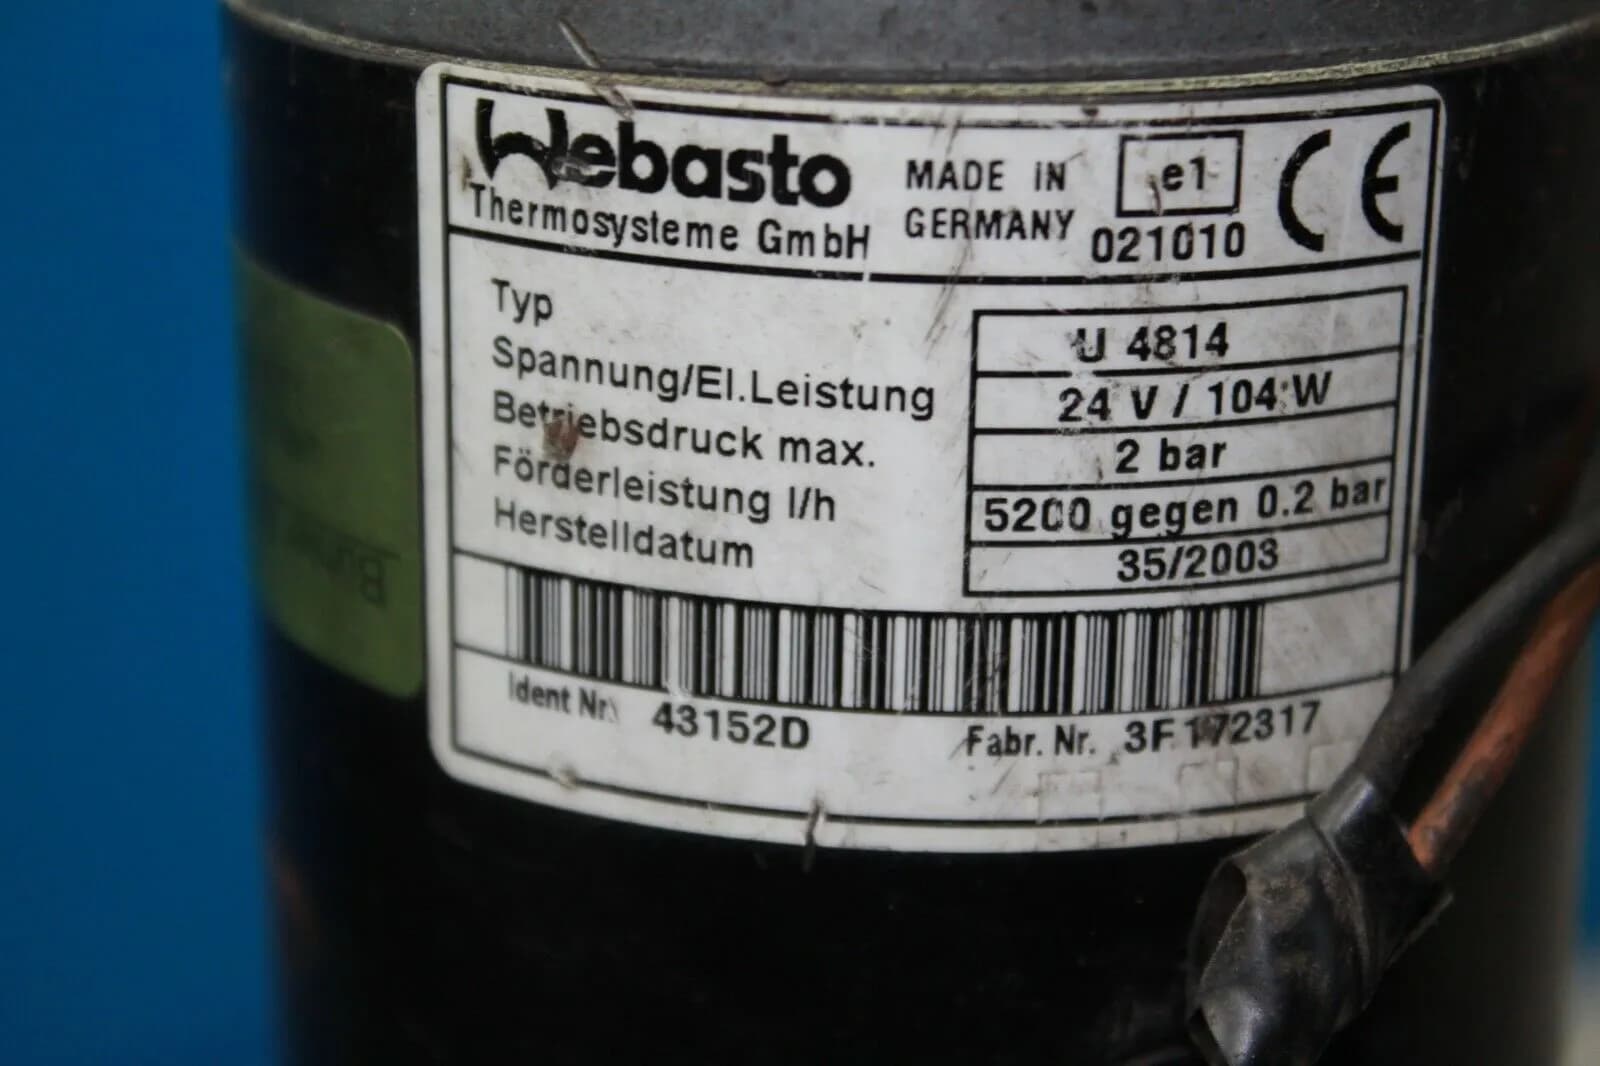 Webasto
Thermosysteme GmbH
MADE IN
GERMANY
e1
021010
CE
Typ U 4814
Spannung/El.Leistung 24 V / 104 W
Betriebsdruck max. 2 bar
Förderleistung l/h 5200 gegen 0.2 bar
Herstelldatum 35/2003
Ident Nr. 43152D Fabr. Nr. 3F172317